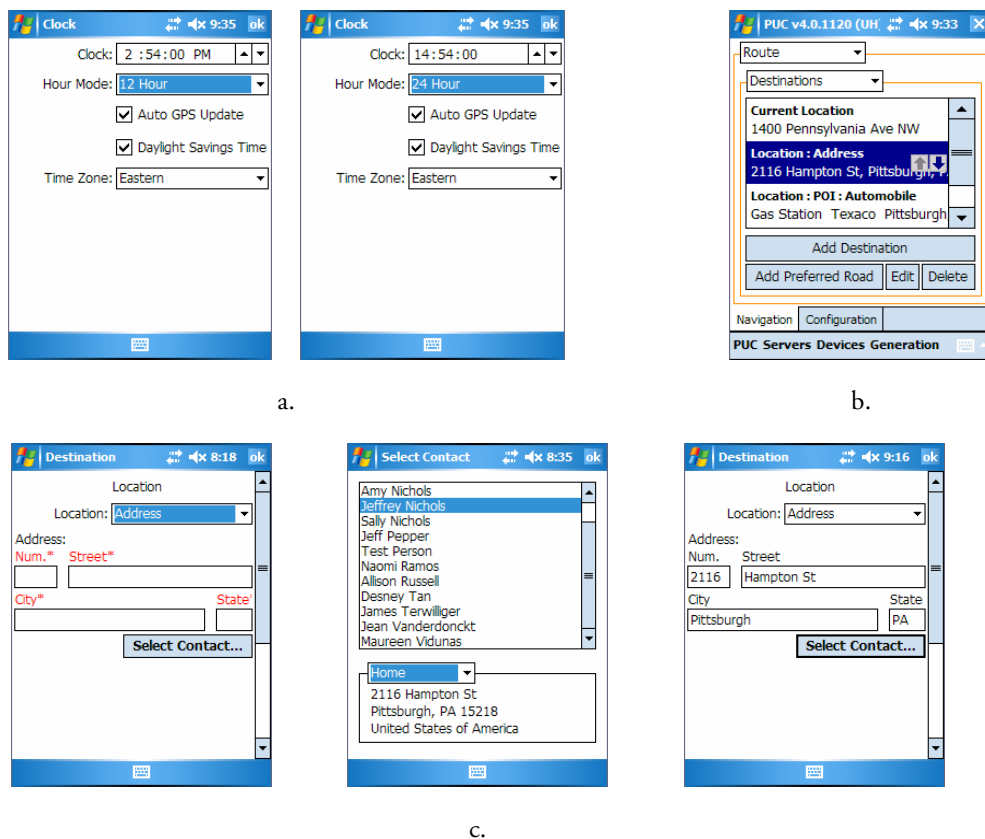 Clock 9:35 ok
Clock: 2 :54:00 PM
Hour Mode: 12 Hour
Auto GPS Update
Daylight Savings Time
Time Zone: Eastern
Clock 9:35 ok
Clock: 14:54:00
Hour Mode: 24 Hour
Auto GPS Update
Daylight Savings Time
Time Zone: Eastern
a.
PUC v4.0.1120 (UH 9:33
Route
Destinations
Current Location
1400 Pennsylvania Ave NW
Location : Address
2116 Hampton St, Pittsburgh,
Location : POI : Automobile
Gas Station Texaco Pittsburgh
Add Destination
Add Preferred Road Edit Delete
Navigation Configuration
PUC Servers Devices Generation
b.
Destination 8:18 ok
Location
Location: Address
Address:
Num.* Street*
City* State*
Select Contact...
Select Contact 8:35 ok
Amy Nichols
Jeffrey Nichols
Sally Nichols
Jeff Pepper
Test Person
Naomi Ramos
Allison Russell
Desney Tan
James Terwilliger
Jean Vanderdonckt
Maureen Vidunas
Home
2116 Hampton St
Pittsburgh, PA 15218
United States of America
Destination 9:16 ok
Location
Location: Address
Address:
Num. Street
2116 Hampton St
City State
Pittsburgh PA
Select Contact...
c.